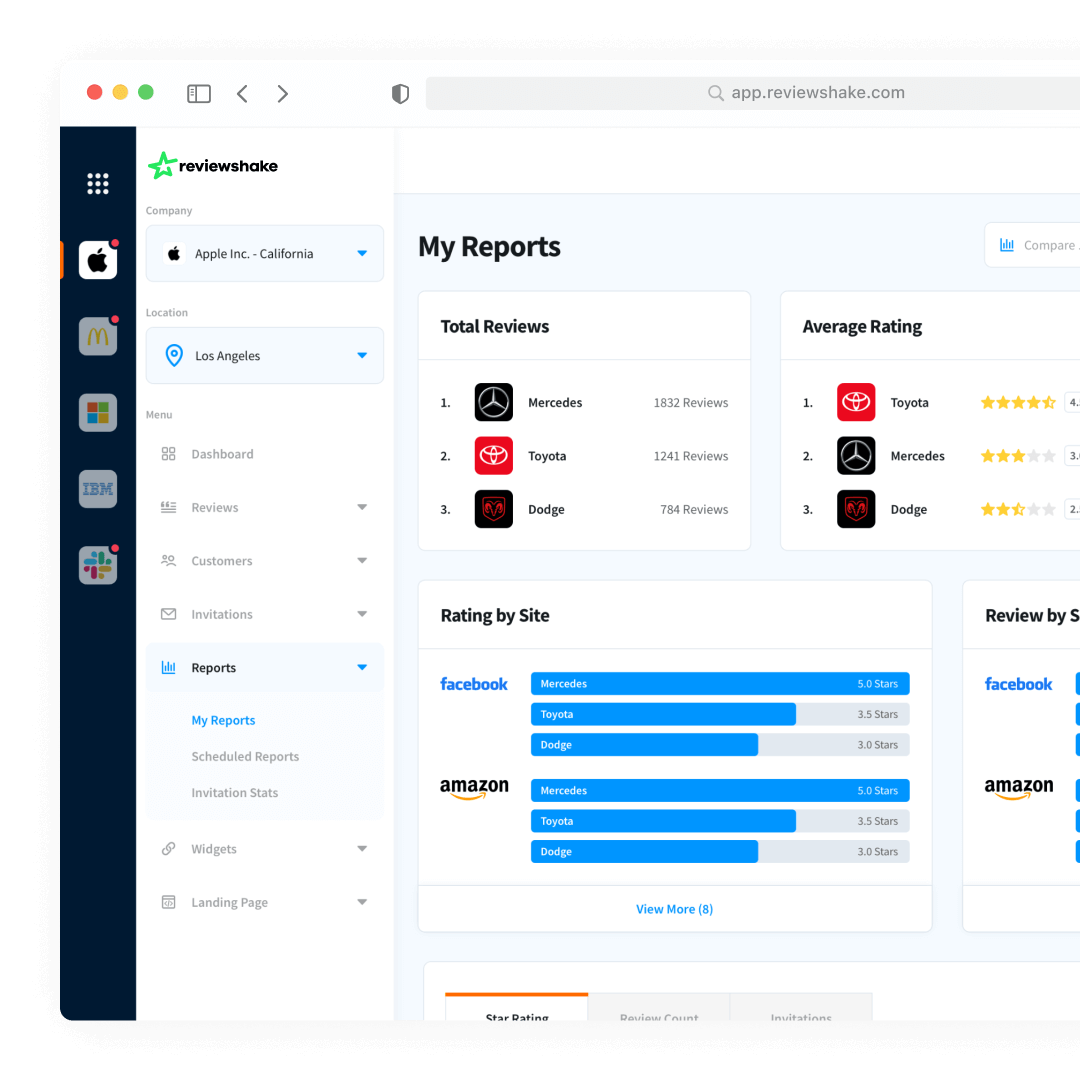 app.reviewshake.com
reviewshake
Company
Apple Inc. - California
Location
Los Angeles
Menu
Dashboard
Reviews
Customers
Invitations
Reports
My Reports
Scheduled Reports
Invitation Stats
Widgets
Landing Page
IBM
My Reports
Compare
Total Reviews
1. Mercedes 1832 Reviews
2. Toyota 1241 Reviews
3. Dodge 784 Reviews
Average Rating
1. Toyota 4.
2. Mercedes 3.
3. Dodge 2.
Rating by Site
facebook
Mercedes 5.0 Stars
Toyota 3.5 Stars
Dodge 3.0 Stars
amazon
Mercedes 5.0 Stars
Toyota 3.5 Stars
Dodge 3.0 Stars
View More (8)
Review by S
facebook
amazon
Star Rating
Review Count
Invitations